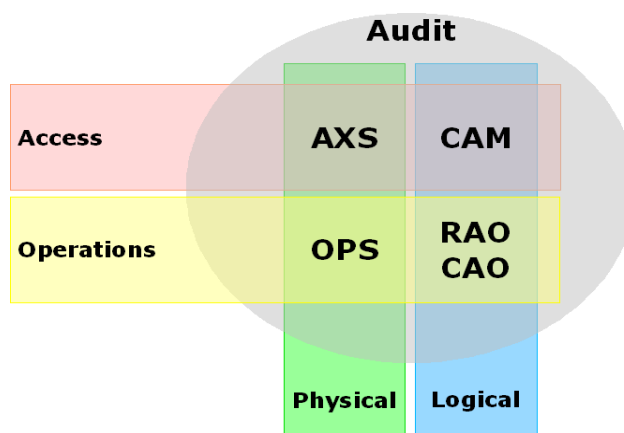 Audit
Access
AXS
CAM
Operations
OPS
RAO
CAO
Physical
Logical